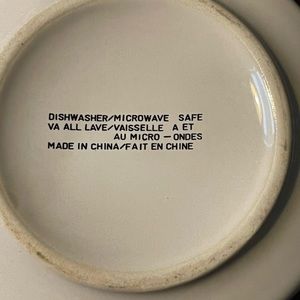 DISHWASHER/MICROWAVE SAFE
VA ALL LAVE/VAISSELLE A ET
AU MICRO – ONDES
MADE IN CHINA/FAIT EN CHINE